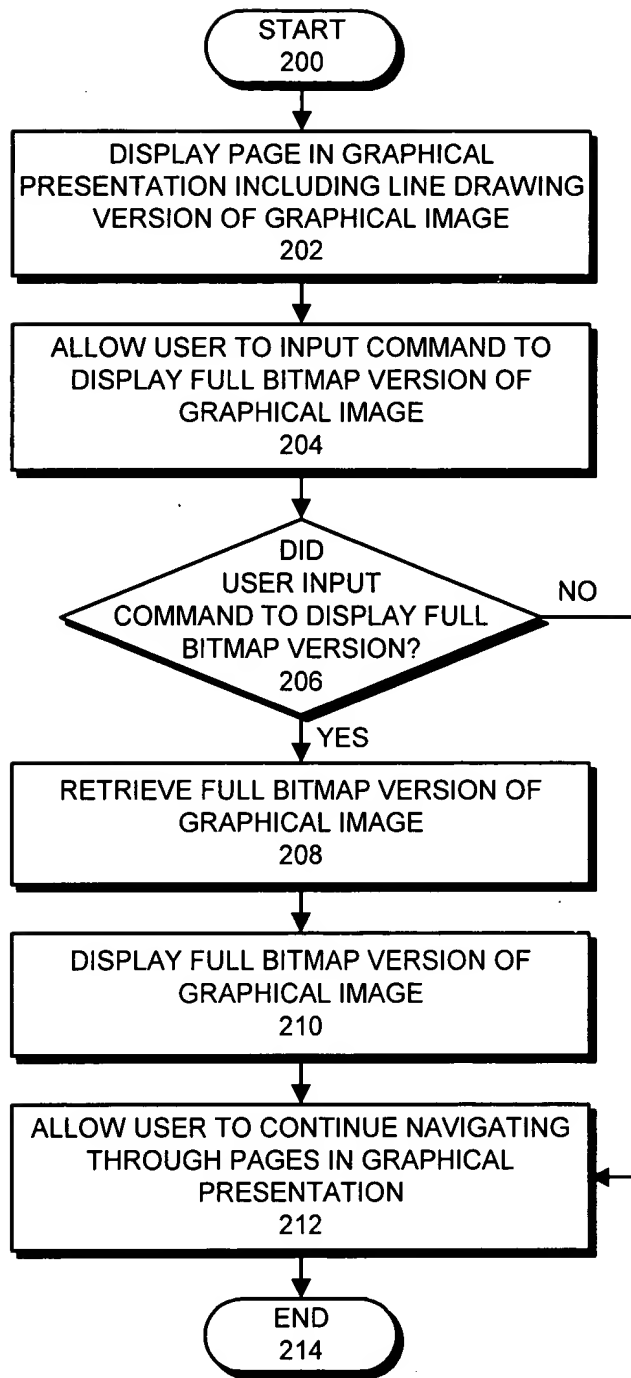 START
200
DISPLAY PAGE IN GRAPHICAL
PRESENTATION INCLUDING LINE DRAWING
VERSION OF GRAPHICAL IMAGE
202
ALLOW USER TO INPUT COMMAND TO
DISPLAY FULL BITMAP VERSION OF
GRAPHICAL IMAGE
204
DID
USER INPUT
COMMAND TO DISPLAY FULL
BITMAP VERSION?
206
NO
YES
RETRIEVE FULL BITMAP VERSION OF
GRAPHICAL IMAGE
208
DISPLAY FULL BITMAP VERSION OF
GRAPHICAL IMAGE
210
ALLOW USER TO CONTINUE NAVIGATING
THROUGH PAGES IN GRAPHICAL
PRESENTATION
212
END
214